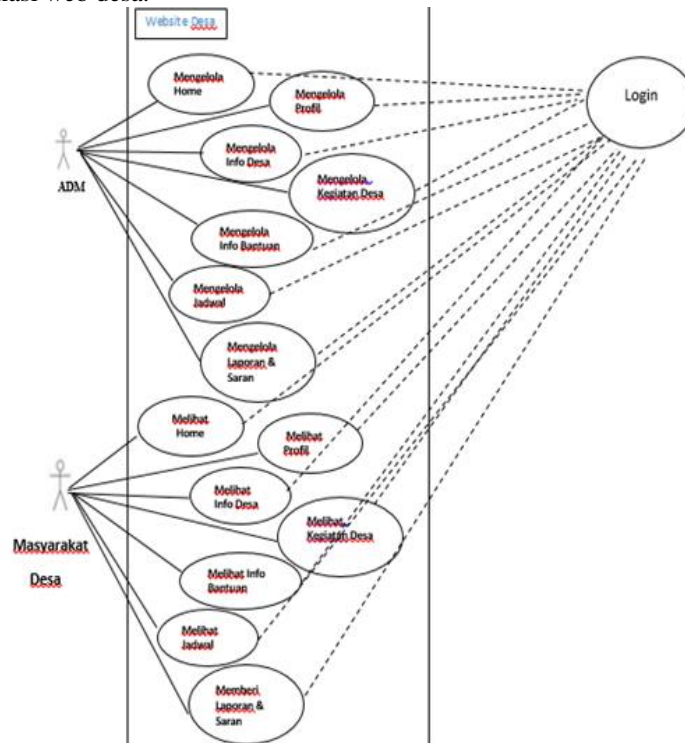 Website Desa
Mengelola
Home
Mengelola
Profil
Login
Mengelola
Info Desa
ADM
Mengelola
Kegiatan Desa
Mengelola
Info Bantuan
Mengelola
Jadwal
Mengelola
Laporan &
Saran
Melihat
Home
Melihat
Profil
Melihat
Info Desa
Masyarakat
Desa
Melihat
Kegiatan Desa
Melihat Info
Bantuan
Melihat
Jadwal
Memberi
Laporan &
Saran